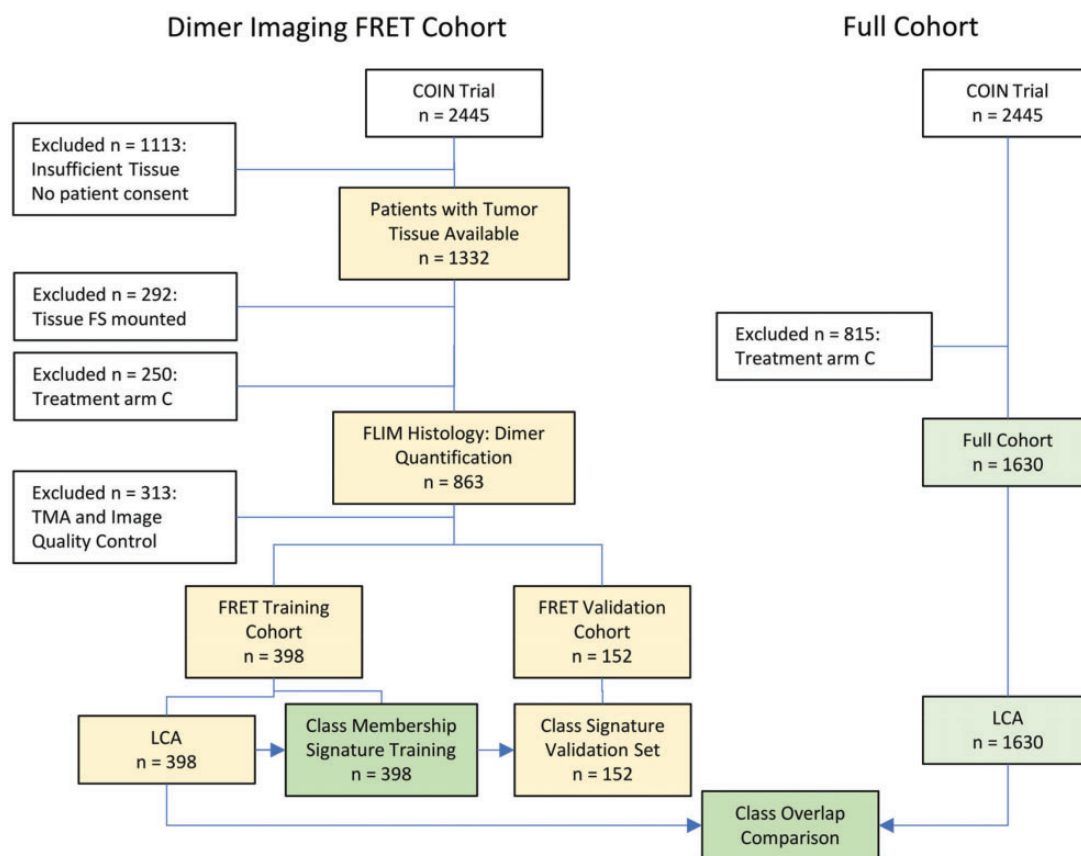 Dimer Imaging FRET Cohort
Full Cohort
COIN Trial
n = 2445
COIN Trial
n = 2445
Excluded n = 1113:
Insufficient Tissue
No patient consent
Patients with Tumor
Tissue Available
n = 1332
Excluded n = 292:
Tissue FS mounted
Excluded n = 815:
Treatment arm C
Excluded n = 250:
Treatment arm C
FLIM Histology: Dimer
Quantification
n = 863
Full Cohort
n = 1630
Excluded n = 313:
TMA and Image
Quality Control
FRET Training
Cohort
n = 398
FRET Validation
Cohort
n = 152
LCA
n = 398
Class Membership
Signature Training
n = 398
Class Signature
Validation Set
n = 152
LCA
n = 1630
Class Overlap
Comparison